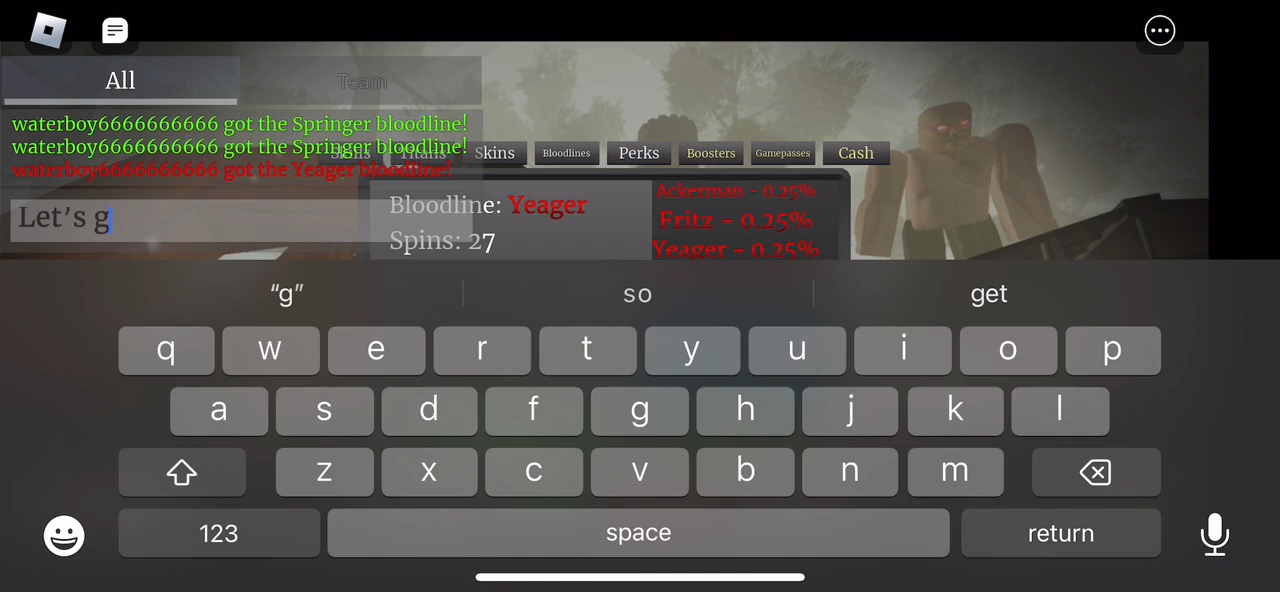 All
Team
waterboy6666666666 got the Springer bloodline!
waterboy6666666666 got the Springer bloodline!
waterboy6666666666 got the Yeager bloodline!
Skins Titans Skins Bloodlines Perks Boosters Gamepasses Cash
Let's g
Bloodline: Yeager
Spins: 27
Ackerman - 0.25%
Fritz - 0.25%
Yeager - 0.25%
“g” so get
q w e r t y u i o p
a s d f g h j k l
z x c v b n m
123 space return